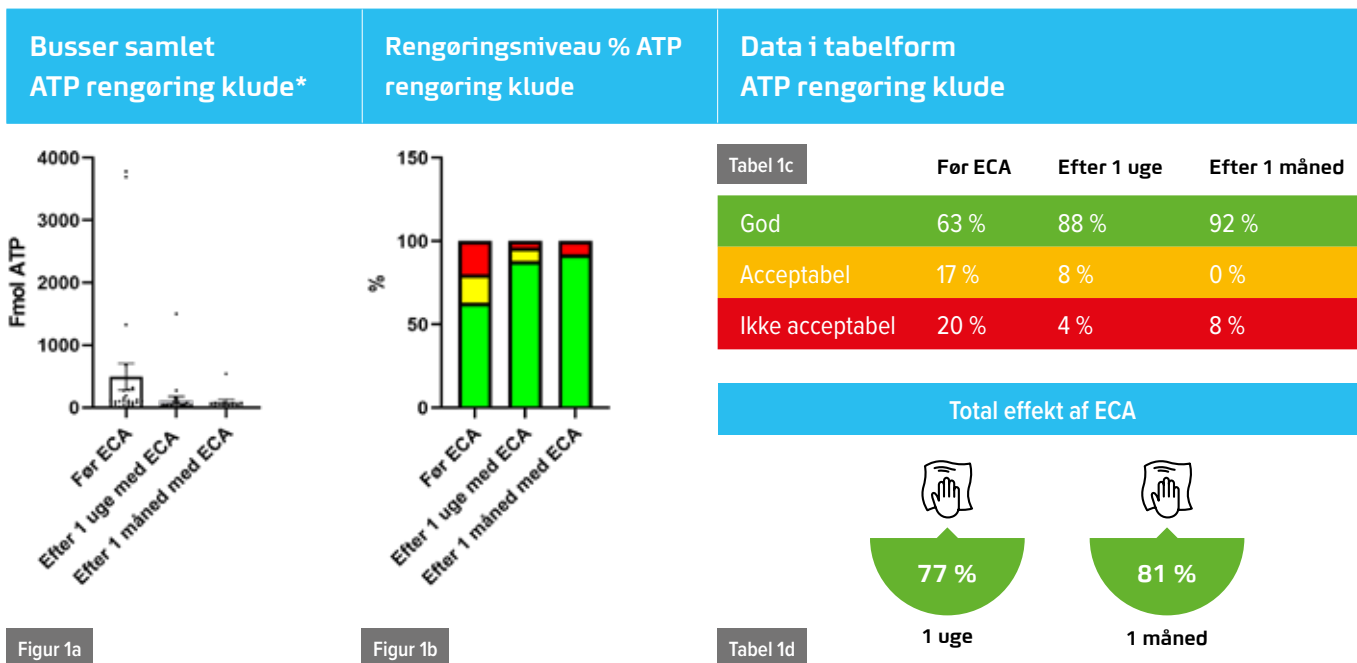 Busser samlet
ATP rengøring klude*
Rengøringsniveau % ATP
rengøring klude
Data i tabelform
ATP rengøring klude
4000
3000
2000
1000
0
Fmol ATP
Før ECA
Efter 1 uge med ECA
Efter 1 måned med ECA
Figur 1a
150
100
50
0
%
Før ECA
Efter 1 uge med ECA
Efter 1 måned med ECA
Figur 1b
Tabel 1c Før ECA Efter 1 uge Efter 1 måned
God 63 % 88 % 92 %
Acceptabel 17 % 8 % 0 %
Ikke acceptabel 20 % 4 % 8 %
Total effekt af ECA
77 % 81 %
1 uge 1 måned
Tabel 1d